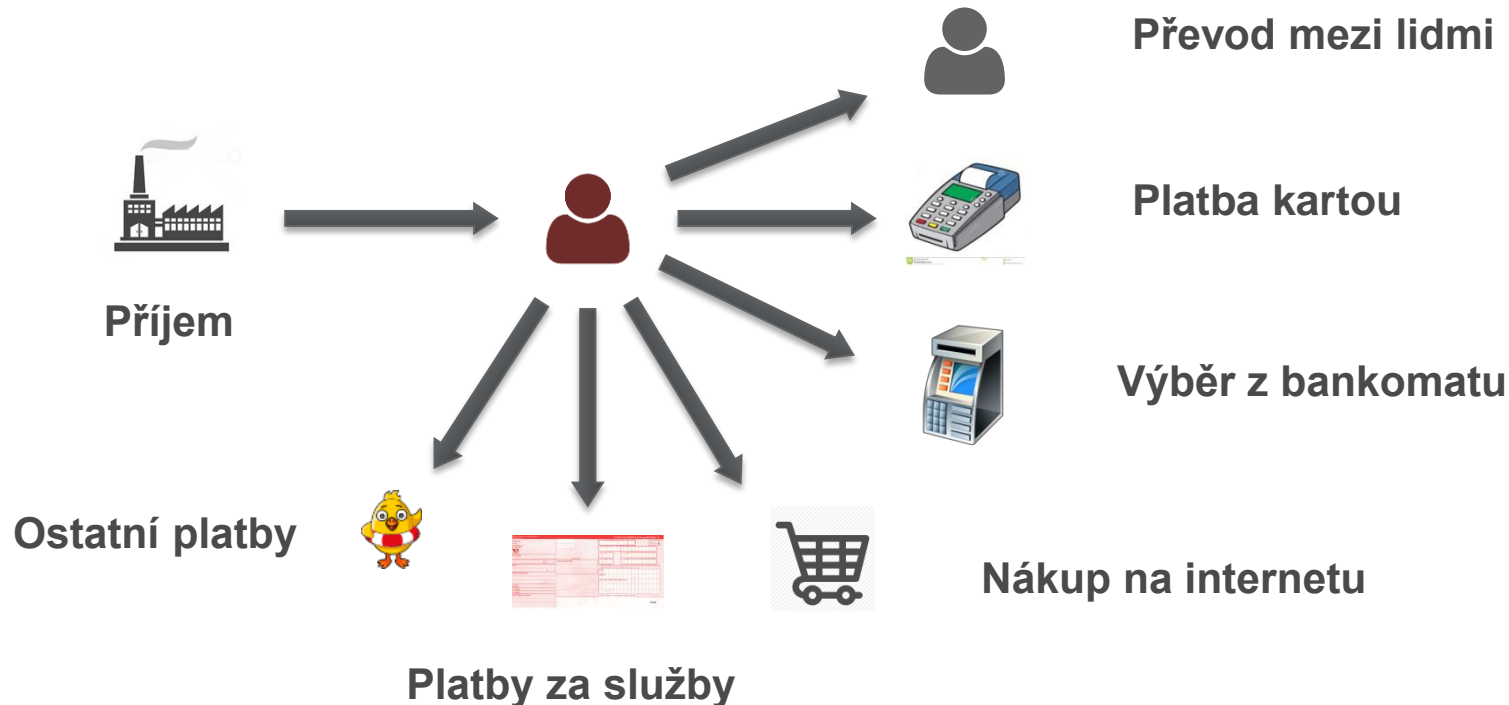 Převod mezi lidmi
Platba kartou
Příjem
Výběr z bankomatu
Ostatní platby
Nákup na internetu
Platby za služby